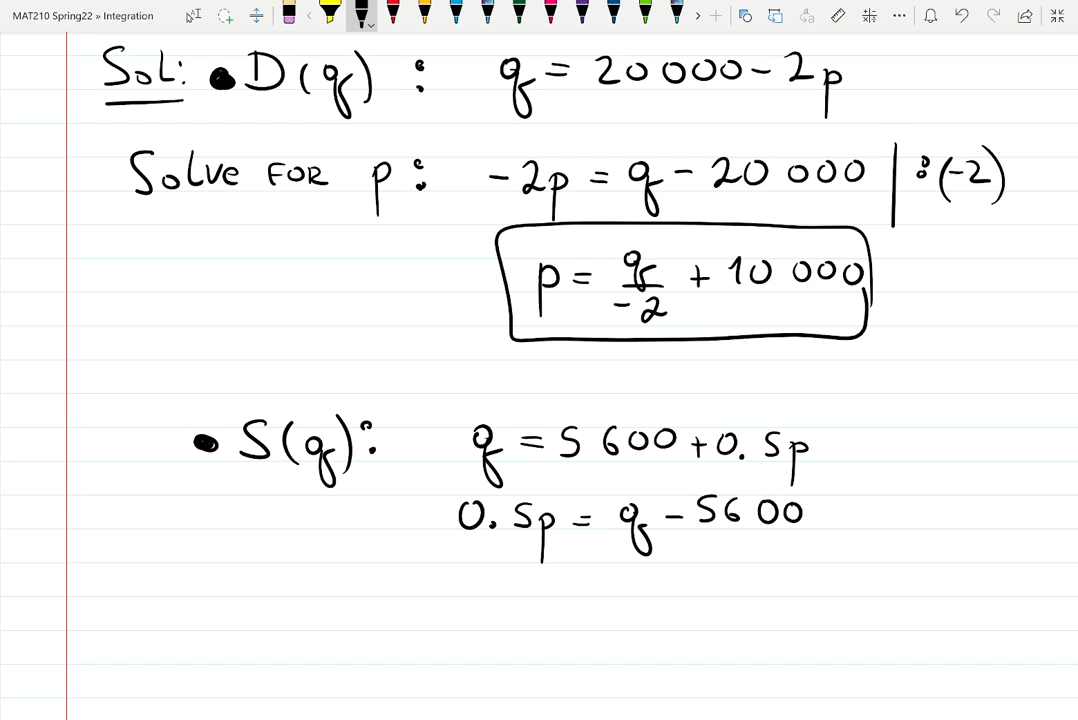 MAT210 Spring22 » Integration
Sol: • D(q) : q = 20 000 - 2p
Solve FOR p : -2p = q - 20 000 | : (-2)
p = q/-2 + 10 000
• S(q): q = 5 600 + 0.5p
0.5p = q - 5600